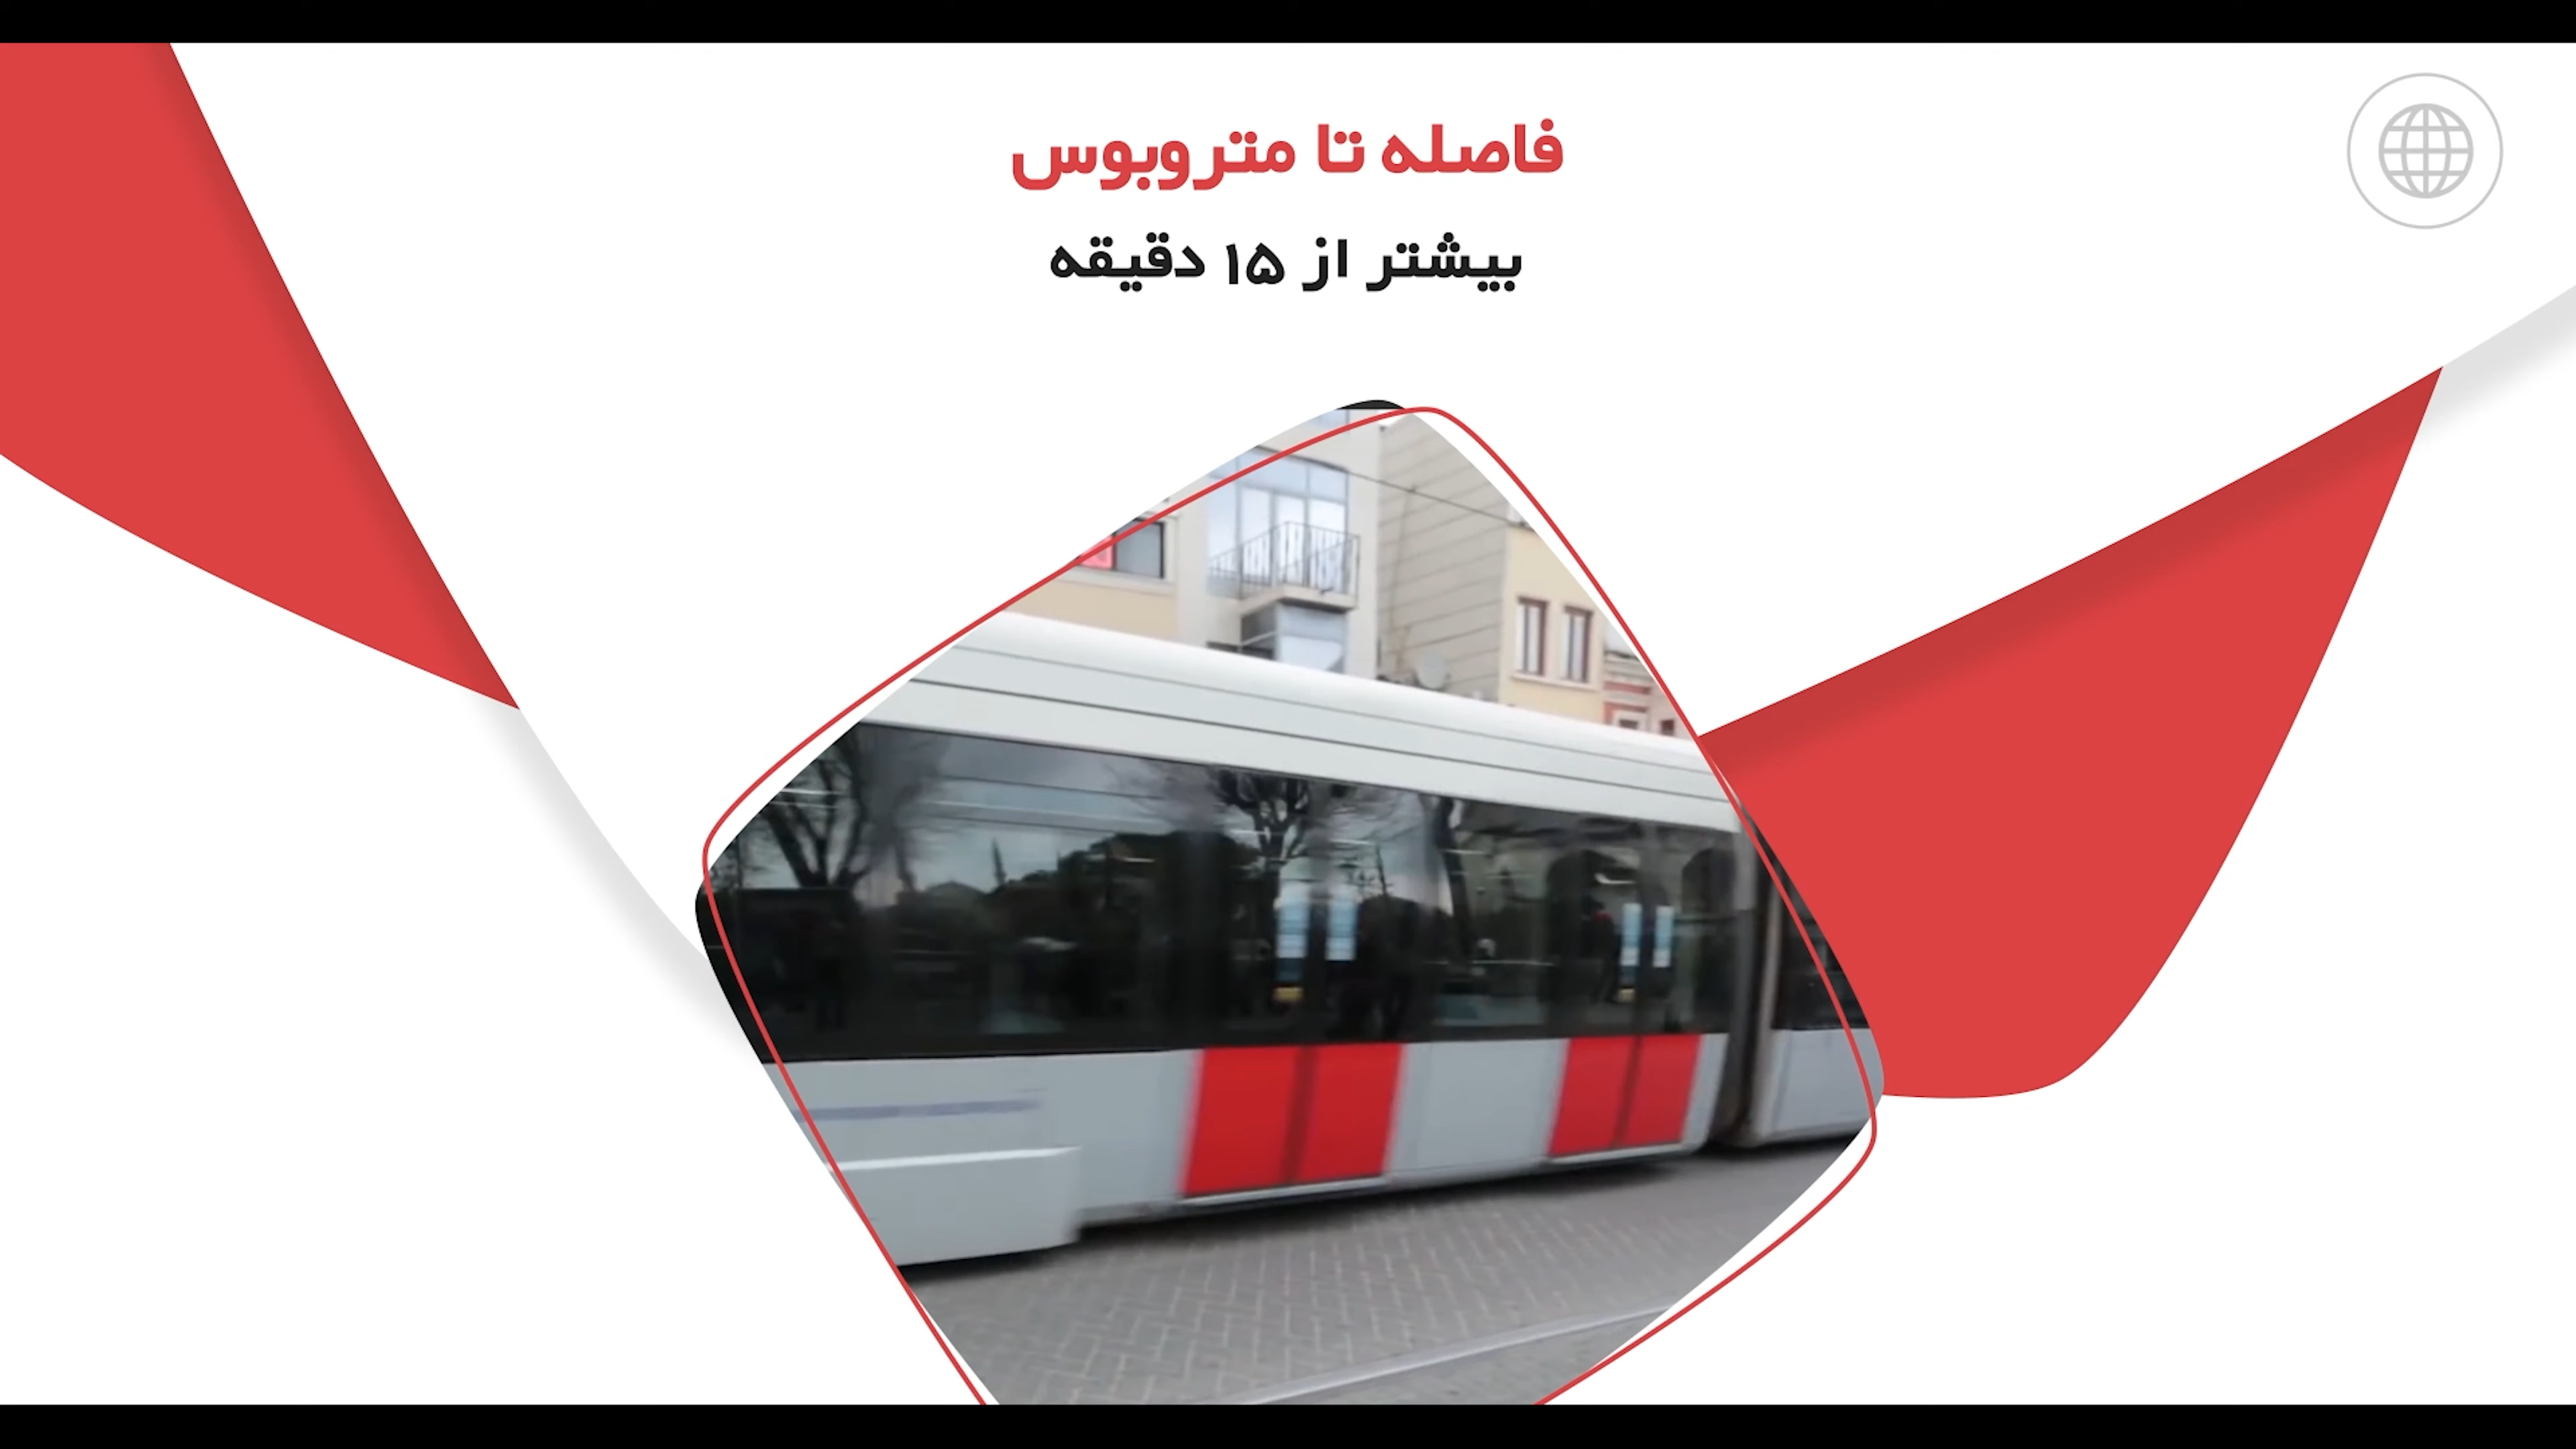 فاصله تا متروبوس
بیشتر از ۱۵ دقیقه